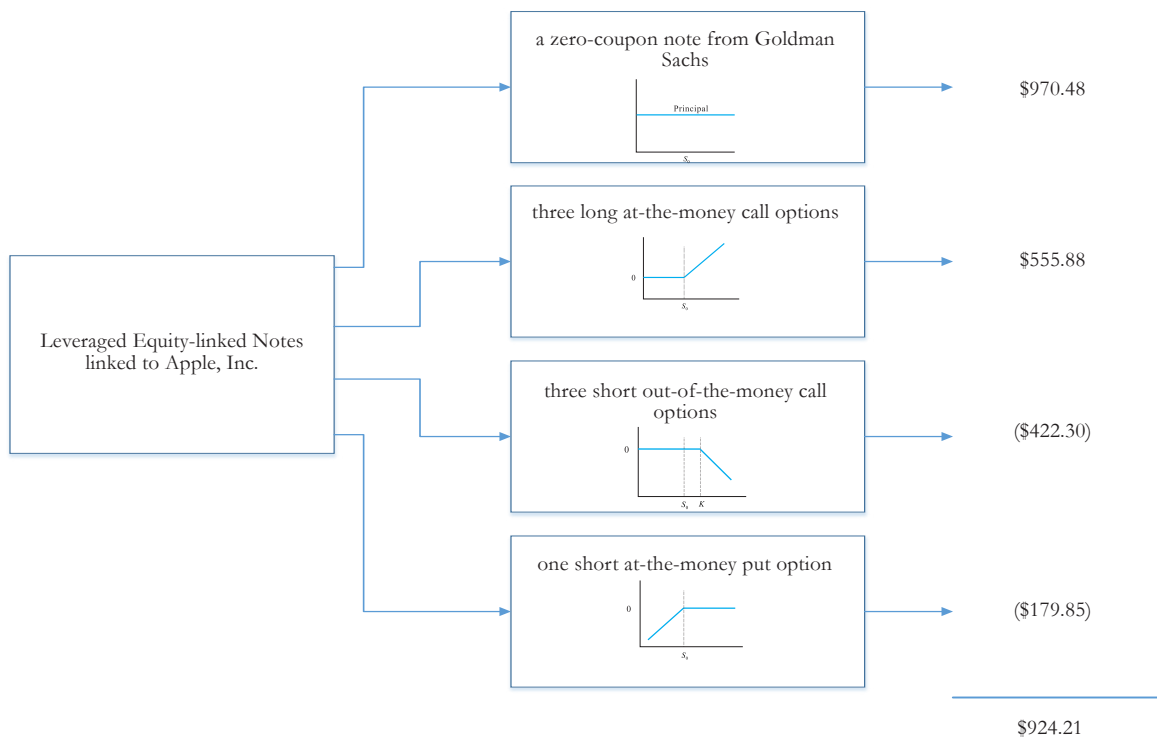 a zero-coupon note from Goldman
Sachs
Principal
S₀
$970.48
three long at-the-money call options
0
S₀
$555.88
Leveraged Equity-linked Notes
linked to Apple, Inc.
three short out-of-the-money call
options
0
S₀ K
($422.30)
one short at-the-money put option
0
S₀
($179.85)
$924.21